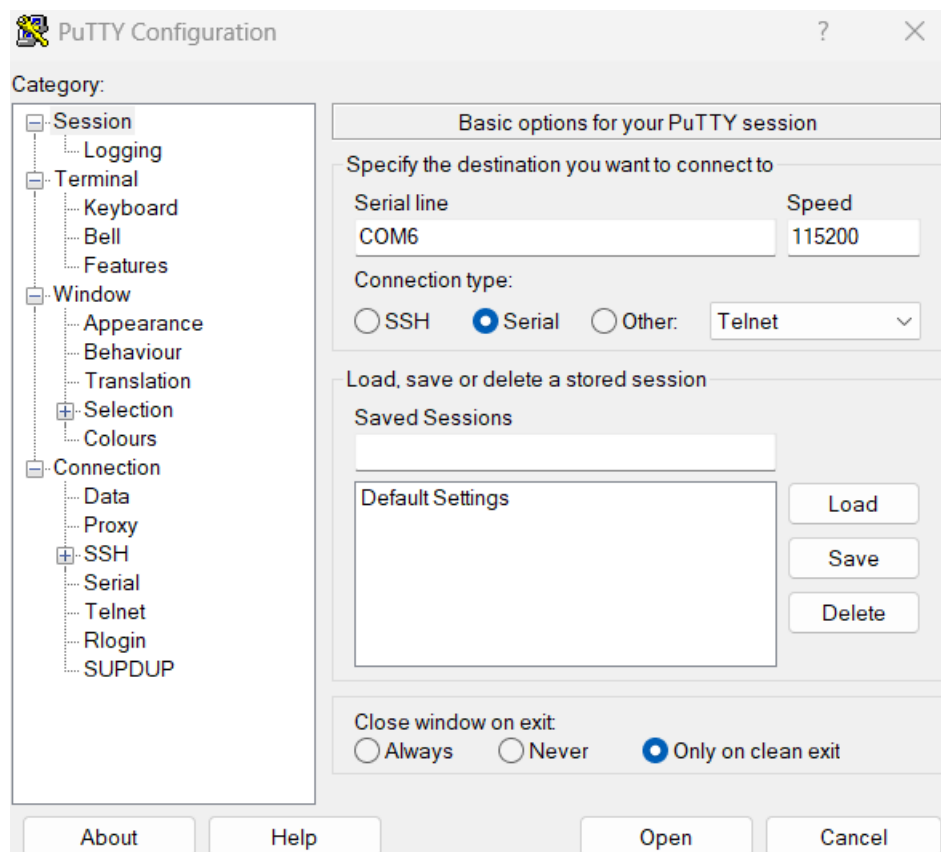 PuTTY Configuration
?
Category:
Session
Logging
Terminal
Keyboard
Bell
Features
Window
Appearance
Behaviour
Translation
Selection
Colours
Connection
Data
Proxy
SSH
Serial
Telnet
Rlogin
SUPDUP
Basic options for your PuTTY session
Specify the destination you want to connect to
Serial line Speed
COM6 115200
Connection type:
SSH Serial Other: Telnet
Load, save or delete a stored session
Saved Sessions
Default Settings
Load
Save
Delete
Close window on exit:
Always Never Only on clean exit
About Help Open Cancel